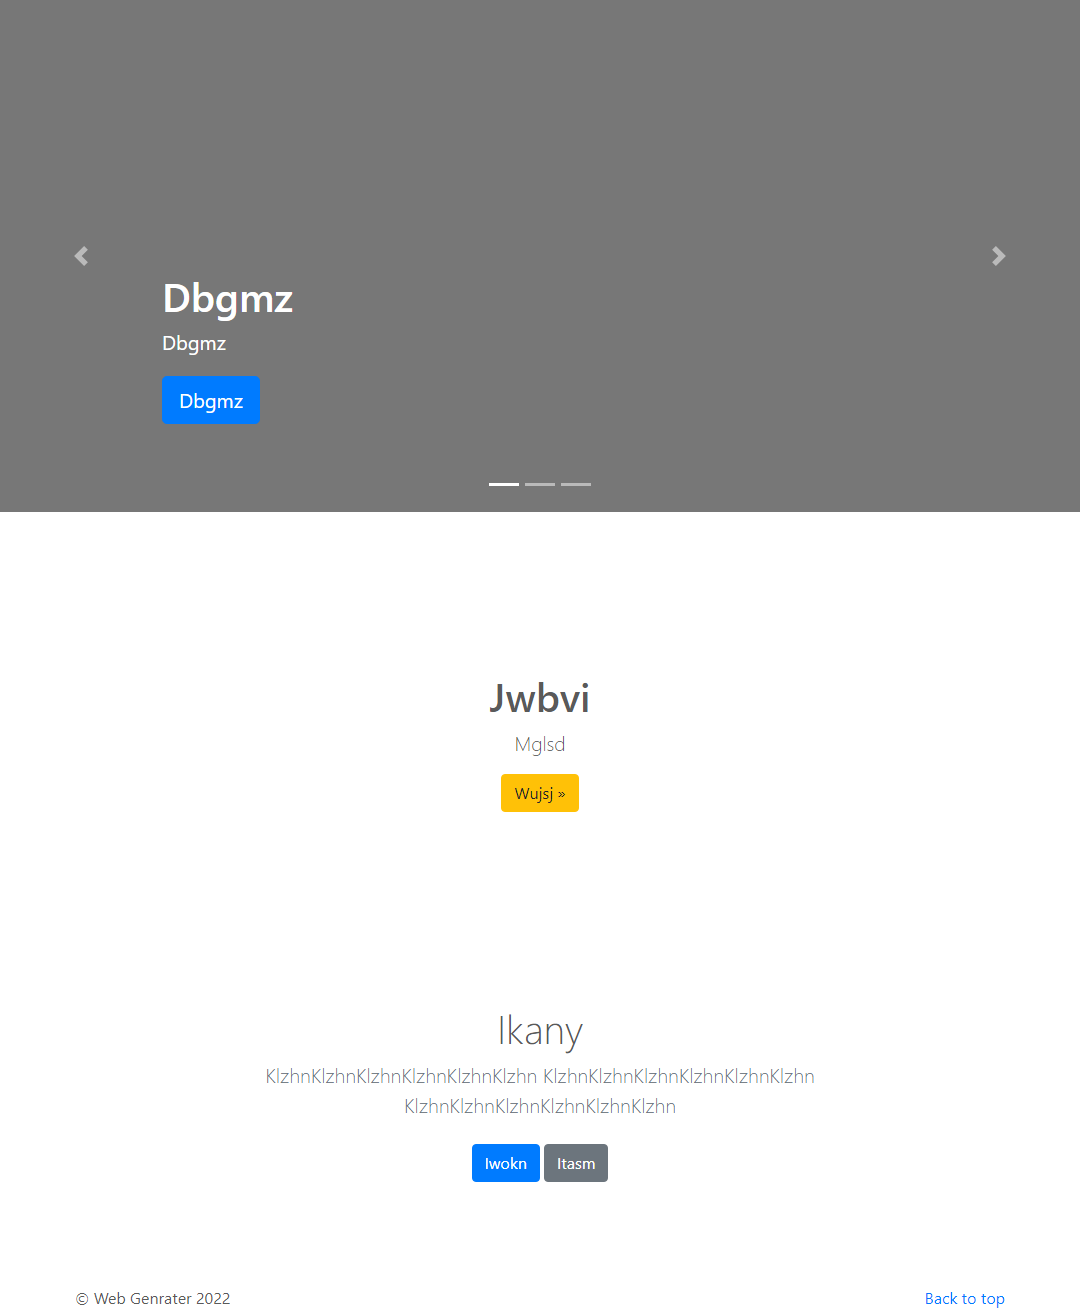 Dbgmz
Dbgmz
Dbgmz
Jwbvi
Mglsd
Wujsj »
Ikany
KlzhnKlzhnKlzhnKlzhnKlzhnKlzhn KlzhnKlzhnKlzhnKlzhnKlzhnKlzhn
KlzhnKlzhnKlzhnKlzhnKlzhnKlzhn
Iwokn Itasm
© Web Genrater 2022 Back to top